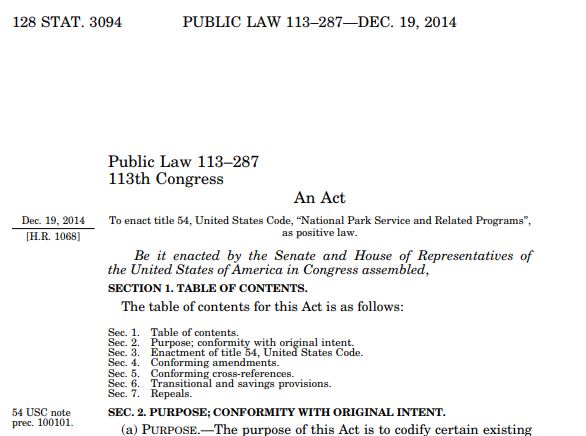 128 STAT. 3094 PUBLIC LAW 113–287—DEC. 19, 2014
Public Law 113–287
113th Congress
An Act
Dec. 19, 2014
[H.R. 1068]
To enact title 54, United States Code, “National Park Service and Related Programs”,
as positive law.
Be it enacted by the Senate and House of Representatives of
the United States of America in Congress assembled,
SECTION 1. TABLE OF CONTENTS.
The table of contents for this Act is as follows:
Sec. 1. Table of contents.
Sec. 2. Purpose; conformity with original intent.
Sec. 3. Enactment of title 54, United States Code.
Sec. 4. Conforming amendments.
Sec. 5. Conforming cross-references.
Sec. 6. Transitional and savings provisions.
Sec. 7. Repeals.
54 USC note
prec. 100101.
SEC. 2. PURPOSE; CONFORMITY WITH ORIGINAL INTENT.
(a) PURPOSE.—The purpose of this Act is to codify certain existing